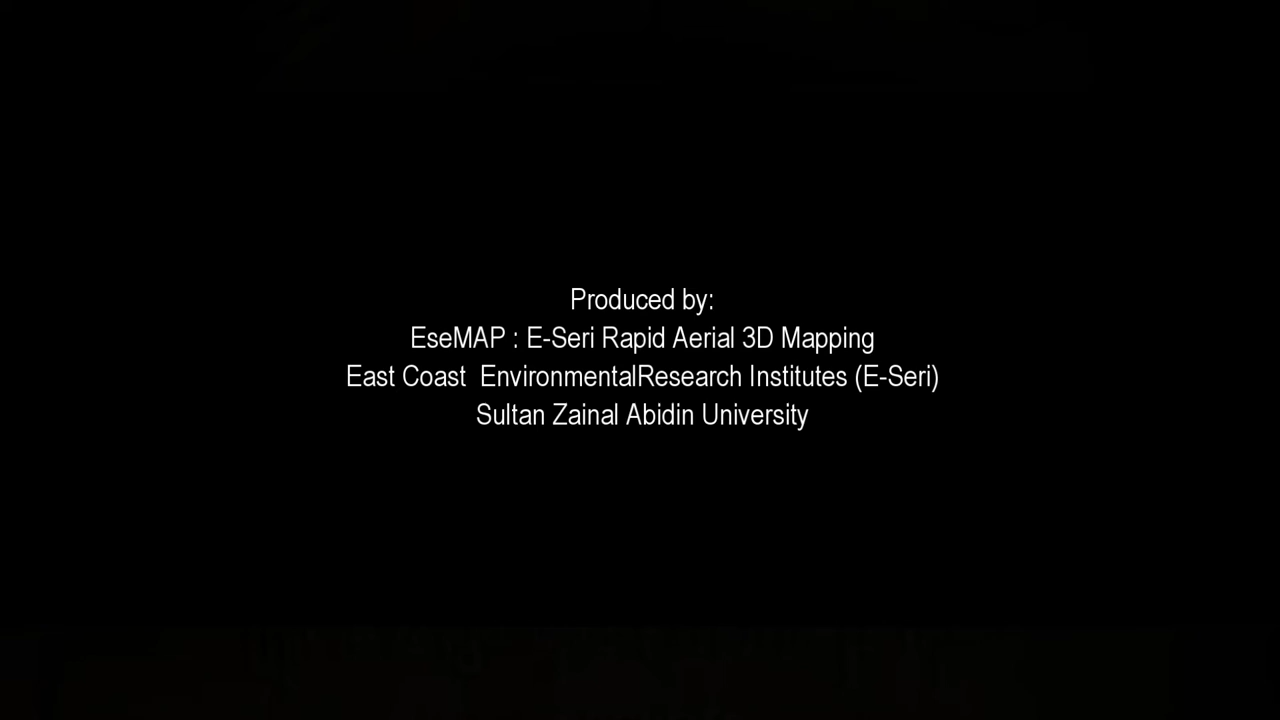 Produced by:
EseMAP : E-Seri Rapid Aerial 3D Mapping
East Coast  EnvironmentalResearch Institutes (E-Seri)
Sultan Zainal Abidin University